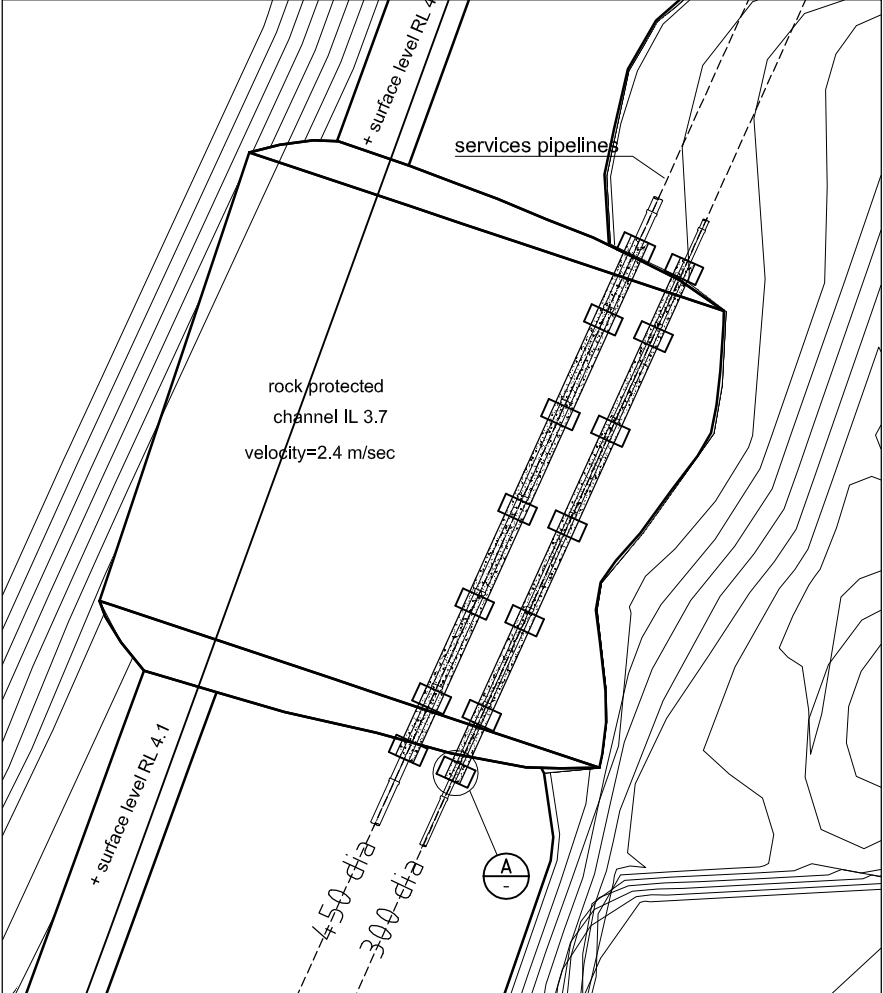 + surface level RL 4.
services pipelines
rock protected
channel IL 3.7
velocity=2.4 m/sec
+ surface level RL 4.1
450 dia
300 dia
A
-